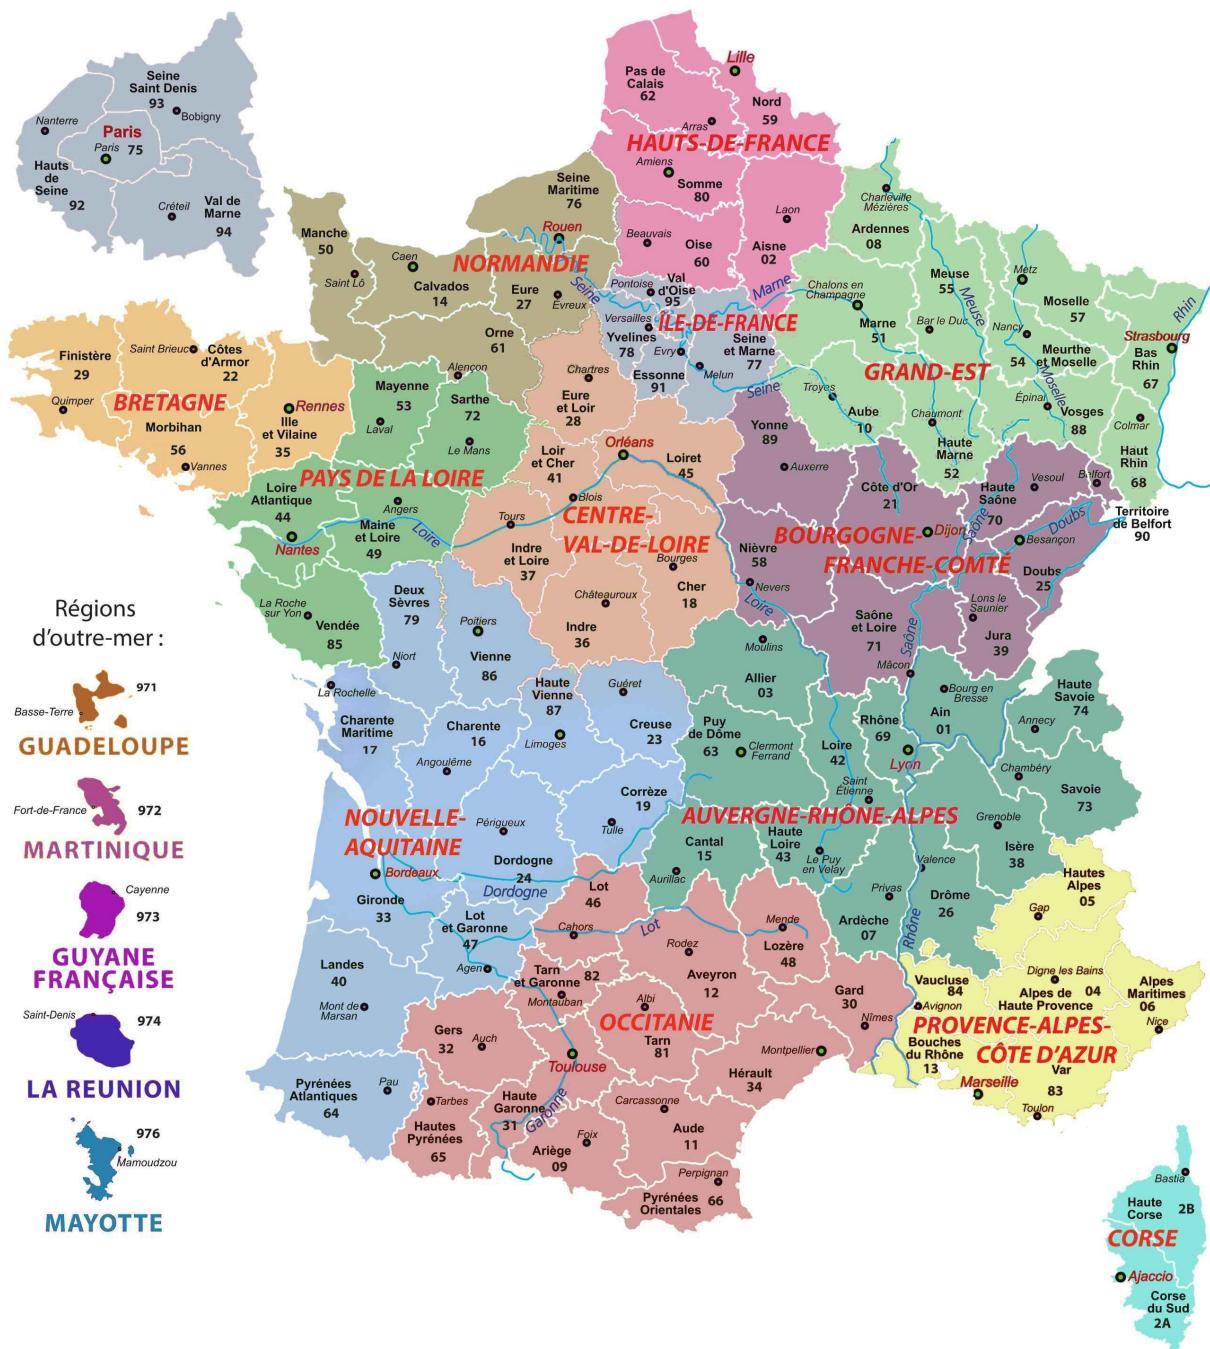 Seine
Saint Denis
93
Bobigny
Nanterre
Paris
Paris
75
Hauts
de
Seine
92
Créteil
Val de
Marne
94
Lille
Pas de
Calais
62
Nord
59
Arras
HAUTS-DE-FRANCE
Amiens
Somme
80
Laon
Beauvais
Oise
60
Aisne
02
Seine
Maritime
76
Rouen
Manche
50
Caen
NORMANDIE
Saint Lô
Calvados
14
Eure
27
Évreux
Seine
Orne
61
Alençon
Pontoise
Val
d'Oise
95
Marne
Versailles
ÎLE-DE-FRANCE
Yvelines
78
Seine
et Marne
77
Evry
Essonne
91
Melun
Seine
Charleville
Mézières
Ardennes
08
Chalons en
Champagne
Marne
51
Meuse
55
Meuse
Bar le Duc
Metz
Moselle
57
Nancy
54
Meurthe
et Moselle
Moselle
Rhin
Strasbourg
Bas
Rhin
67
GRAND-EST
Troyes
Aube
10
Chaumont
Haute
Marne
52
Épinal
Vosges
88
Colmar
Haut
Rhin
68
Finistère
29
Saint Brieuc
Côtes
d'Armor
22
Quimper
BRETAGNE
Rennes
Ille
et Vilaine
35
Morbihan
56
Vannes
Mayenne
53
Laval
Sarthe
72
Le Mans
PAYS DE LA LOIRE
Loire
Atlantique
44
Nantes
Angers
Maine
et Loire
49
Loire
La Roche
sur Yon
Vendée
85
Chartres
Eure
et Loir
28
Orléans
Loir
et Cher
41
Loiret
45
Blois
Tours
CENTRE-
VAL-DE-LOIRE
Indre
et Loire
37
Bourges
Cher
18
Châteauroux
Indre
36
Yonne
89
Auxerre
Côte d'Or
21
Haute
Saône
70
Vesoul
Belfort
Territoire
de Belfort
90
Saône
Doubs
Dijon
Besançon
BOURGOGNE-
FRANCHE-COMTE
Nièvre
58
Nevers
Loire
Doubs
25
Lons le
Saunier
Saône
et Loire
71
Saône
Jura
39
Mâcon
Deux
Sèvres
79
Poitiers
Niort
Vienne
86
La Rochelle
Charente
Maritime
17
Charente
16
Angoulême
Haute
Vienne
87
Limoges
Guéret
Creuse
23
Corrèze
19
Tulle
Périgueux
Dordogne
24
Dordogne
NOUVELLE-
AQUITAINE
Bordeaux
Gironde
33
Lot
et Garonne
47
Agen
Landes
40
Mont de
Marsan
Pyrénées
Atlantiques
64
Pau
Moulins
Allier
03
Bourg en
Bresse
Ain
01
Haute
Savoie
74
Annecy
Puy
de Dôme
63
Clermont
Ferrand
Loire
42
Rhône
69
Lyon
Saint
Étienne
Chambéry
Savoie
73
AUVERGNE-RHÔNE-ALPES
Grenoble
Isère
38
Cantal
15
Aurillac
Haute
Loire
43
Le Puy
en Velay
Valence
Privas
Ardèche
07
Drôme
26
Rhône
Lot
46
Cahors
Lot
Mende
Lozère
48
Rodez
Aveyron
12
82
Tarn
et Garonne
Montauban
Albi
OCCITANIE
Tarn
81
Gard
30
Nîmes
Gers
32
Auch
Toulouse
Montpellier
Hérault
34
Tarbes
Haute
Garonne
31
Garonne
Hautes
Pyrénées
65
Carcassonne
Aude
11
Foix
Ariège
09
Perpignan
Pyrénées
Orientales
66
Hautes
Alpes
05
Gap
Digne les Bains
04
Alpes de
Haute Provence
Vaucluse
84
Avignon
Alpes
Maritimes
06
Nice
PROVENCE-ALPES-
CÔTE D'AZUR
Bouches
du Rhône
13
Marseille
Var
83
Toulon
Bastia
Haute
Corse
2B
CORSE
Ajaccio
Corse
du Sud
2A
Régions
d'outre-mer :
971
Basse-Terre
GUADELOUPE
972
Fort-de-France
MARTINIQUE
Cayenne
973
GUYANE
FRANÇAISE
974
Saint-Denis
LA REUNION
976
Mamoudzou
MAYOTTE